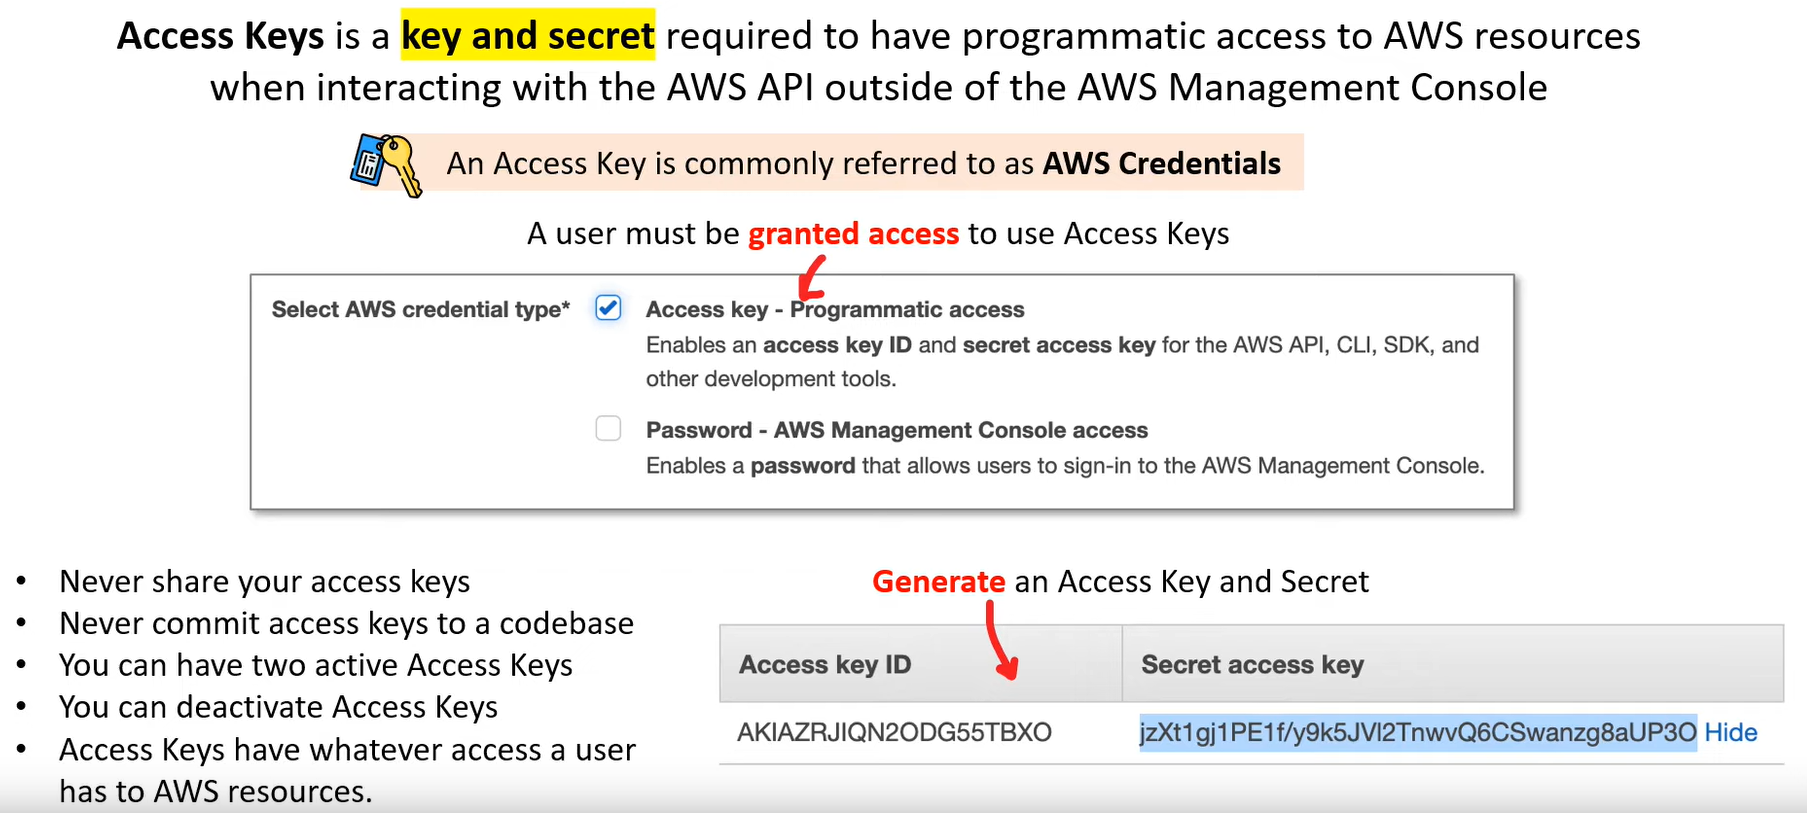 Access Keys is a key and secret required to have programmatic access to AWS resources
when interacting with the AWS API outside of the AWS Management Console
An Access Key is commonly referred to as AWS Credentials
A user must be granted access to use Access Keys
Select AWS credential type*
Access key - Programmatic access
Enables an access key ID and secret access key for the AWS API, CLI, SDK, and
other development tools.
Password - AWS Management Console access
Enables a password that allows users to sign-in to the AWS Management Console.
• Never share your access keys
• Never commit access keys to a codebase
• You can have two active Access Keys
• You can deactivate Access Keys
• Access Keys have whatever access a user
has to AWS resources.
Generate an Access Key and Secret
Access key ID Secret access key
AKIAZRJIQN2ODG55TBXO jzXt1gj1PE1f/y9k5JVl2TnwvQ6CSwanzg8aUP3O Hide